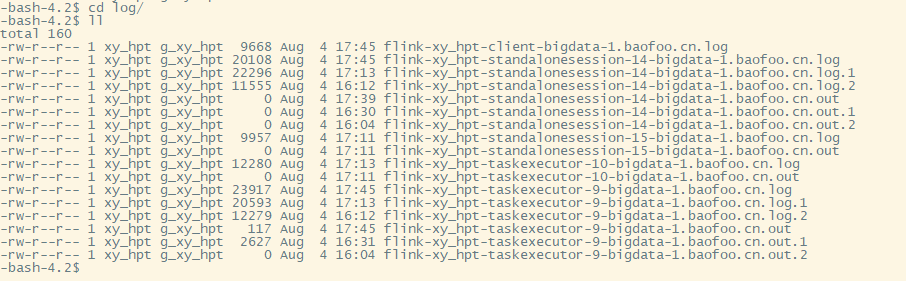 -bash-4.2$ cd log/
-bash-4.2$ ll
total 160
-rw-r--r-- 1 xy_hpt g_xy_hpt  9668 Aug  4 17:45 flink-xy_hpt-client-bigdata-1.baofoo.cn.log
-rw-r--r-- 1 xy_hpt g_xy_hpt 20108 Aug  4 17:45 flink-xy_hpt-standalonesession-14-bigdata-1.baofoo.cn.log
-rw-r--r-- 1 xy_hpt g_xy_hpt 22296 Aug  4 17:13 flink-xy_hpt-standalonesession-14-bigdata-1.baofoo.cn.log.1
-rw-r--r-- 1 xy_hpt g_xy_hpt 11555 Aug  4 16:12 flink-xy_hpt-standalonesession-14-bigdata-1.baofoo.cn.log.2
-rw-r--r-- 1 xy_hpt g_xy_hpt     0 Aug  4 17:39 flink-xy_hpt-standalonesession-14-bigdata-1.baofoo.cn.out
-rw-r--r-- 1 xy_hpt g_xy_hpt     0 Aug  4 16:30 flink-xy_hpt-standalonesession-14-bigdata-1.baofoo.cn.out.1
-rw-r--r-- 1 xy_hpt g_xy_hpt     0 Aug  4 16:04 flink-xy_hpt-standalonesession-14-bigdata-1.baofoo.cn.out.2
-rw-r--r-- 1 xy_hpt g_xy_hpt  9957 Aug  4 17:11 flink-xy_hpt-standalonesession-15-bigdata-1.baofoo.cn.log
-rw-r--r-- 1 xy_hpt g_xy_hpt     0 Aug  4 17:11 flink-xy_hpt-standalonesession-15-bigdata-1.baofoo.cn.out
-rw-r--r-- 1 xy_hpt g_xy_hpt 12280 Aug  4 17:13 flink-xy_hpt-taskexecutor-10-bigdata-1.baofoo.cn.log
-rw-r--r-- 1 xy_hpt g_xy_hpt     0 Aug  4 17:11 flink-xy_hpt-taskexecutor-10-bigdata-1.baofoo.cn.out
-rw-r--r-- 1 xy_hpt g_xy_hpt 23917 Aug  4 17:45 flink-xy_hpt-taskexecutor-9-bigdata-1.baofoo.cn.log
-rw-r--r-- 1 xy_hpt g_xy_hpt 20593 Aug  4 17:13 flink-xy_hpt-taskexecutor-9-bigdata-1.baofoo.cn.log.1
-rw-r--r-- 1 xy_hpt g_xy_hpt 12279 Aug  4 16:12 flink-xy_hpt-taskexecutor-9-bigdata-1.baofoo.cn.log.2
-rw-r--r-- 1 xy_hpt g_xy_hpt   117 Aug  4 17:45 flink-xy_hpt-taskexecutor-9-bigdata-1.baofoo.cn.out
-rw-r--r-- 1 xy_hpt g_xy_hpt  2627 Aug  4 16:31 flink-xy_hpt-taskexecutor-9-bigdata-1.baofoo.cn.out.1
-rw-r--r-- 1 xy_hpt g_xy_hpt     0 Aug  4 16:04 flink-xy_hpt-taskexecutor-9-bigdata-1.baofoo.cn.out.2
-bash-4.2$